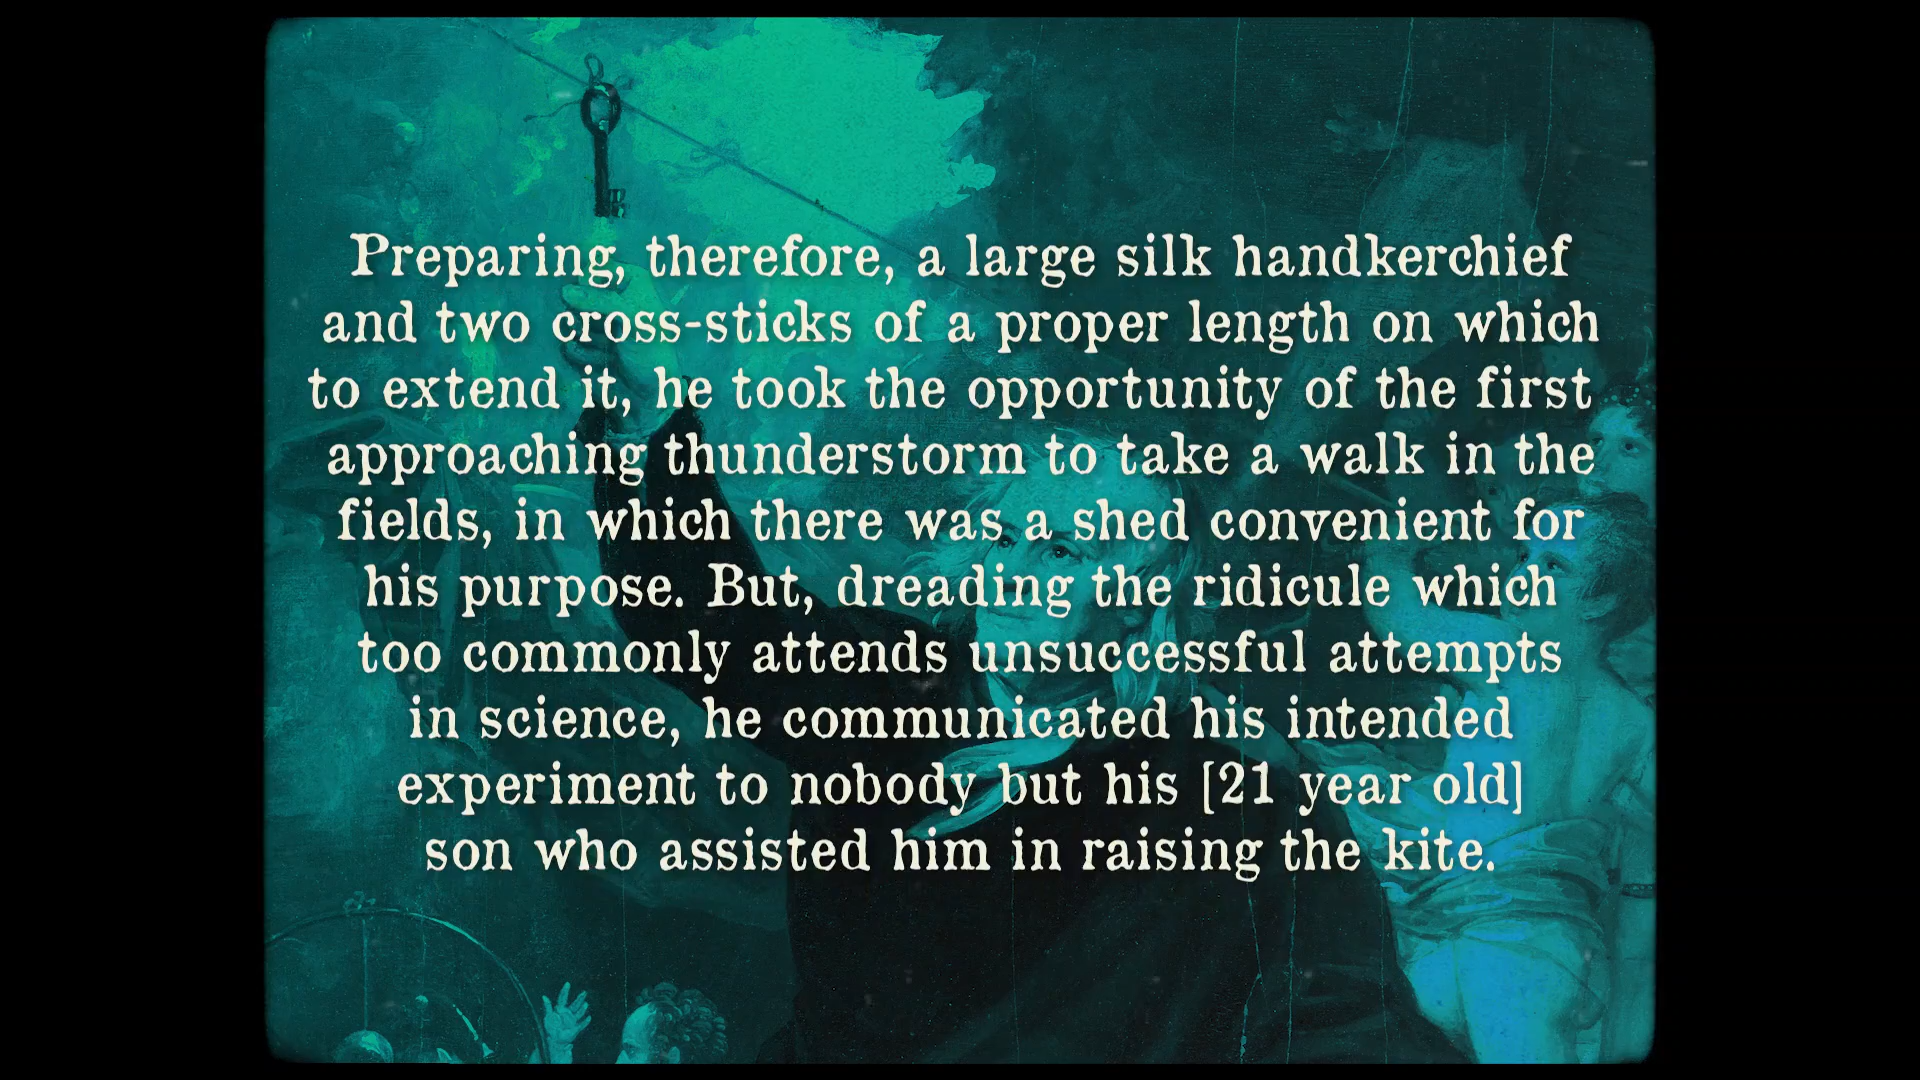 Preparing, therefore, a large silk handkerchief
and two cross-sticks of a proper length on which
to extend it, he took the opportunity of the first
approaching thunderstorm to take a walk in the
fields, in which there was a shed convenient for
his purpose. But, dreading the ridicule which
too commonly attends unsuccessful attempts
in science, he communicated his intended
experiment to nobody but his [21 year old]
son who assisted him in raising the kite.